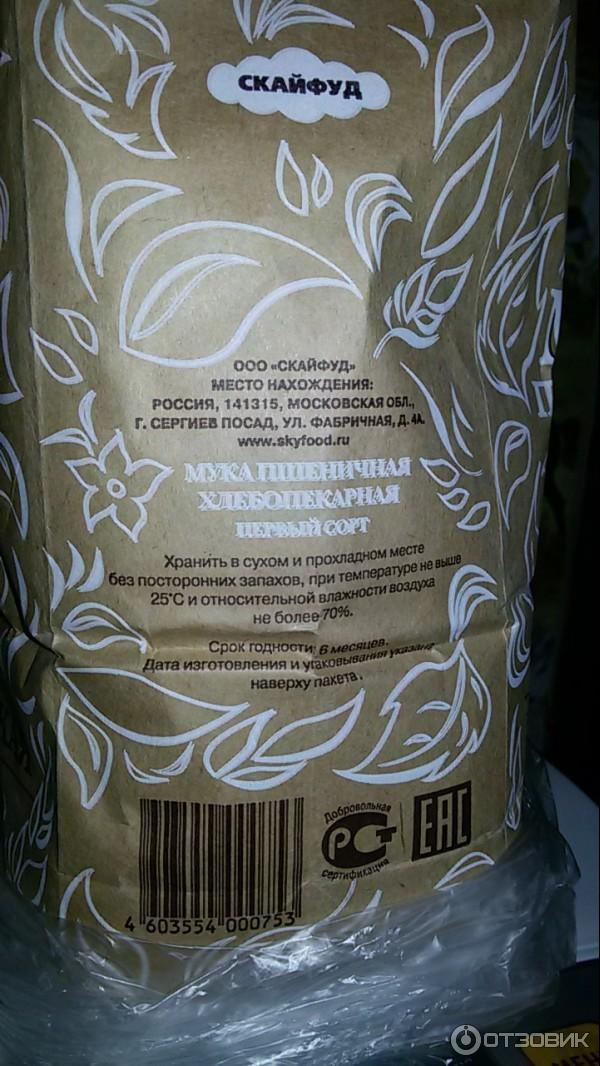 СКАЙФУД
ООО «СКАЙФУД»
МЕСТО НАХОЖДЕНИЯ:
РОССИЯ, 141315, МОСКОВСКАЯ ОБЛ.,
Г. СЕРГИЕВ ПОСАД, УЛ. ФАБРИЧНАЯ, Д. 4А.
www.skyfood.ru
МУКА ПШЕНИЧНАЯ
ХЛЕБОПЕКАРНАЯ
ПЕРВЫЙ СОРТ
Хранить в сухом и прохладном месте
без посторонних запахов, при температуре не выше
25°С и относительной влажности воздуха
не более 70%.
Срок годности: 6 месяцев.
Дата изготовления и упаковывания указана
наверху пакета.
Добровольная
РСТ
сертификация
EAC
4 603554 000753
ОТЗОВИК